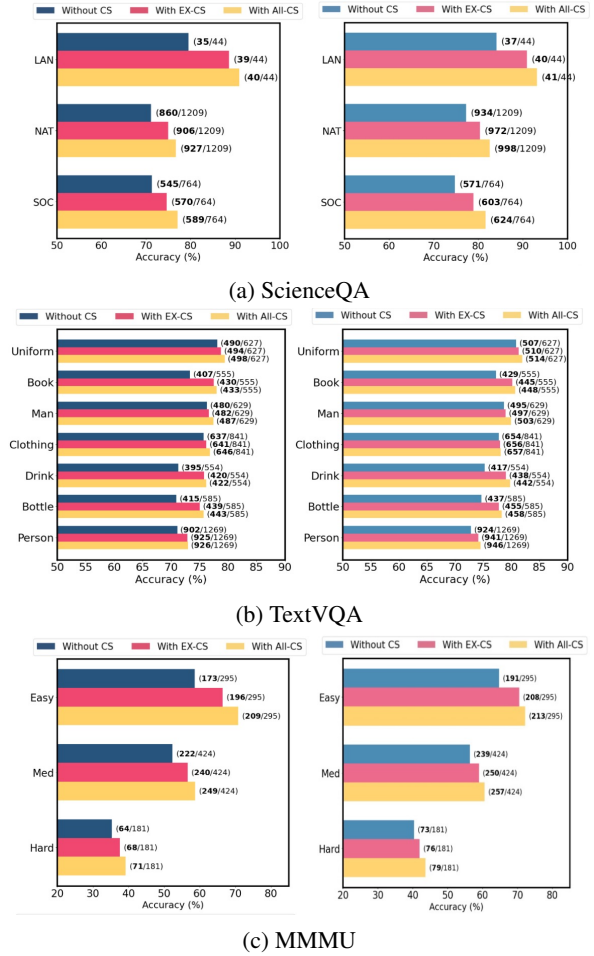 Without CS With EX-CS With All-CS
LAN
(35/44)
(39/44)
(40/44)
NAT
(860/1209)
(906/1209)
(927/1209)
SOC
(545/764)
(570/764)
(589/764)
50 60 70 80 90 100
Accuracy (%)
Without CS With EX-CS With All-CS
LAN
(37/44)
(40/44)
(41/44)
NAT
(934/1209)
(972/1209)
(998/1209)
SOC
(571/764)
(603/764)
(624/764)
50 60 70 80 90 100
Accuracy (%)
(a) ScienceQA
Without CS With EX-CS With All-CS
Uniform
(490/627)
(494/627)
(498/627)
Book
(407/555)
(430/555)
(433/555)
Man
(480/629)
(482/629)
(487/629)
Clothing
(637/841)
(641/841)
(646/841)
Drink
(395/554)
(420/554)
(422/554)
Bottle
(415/585)
(439/585)
(443/585)
Person
(902/1269)
(925/1269)
(926/1269)
50 55 60 65 70 75 80 85 90
Accuracy (%)
Without CS With EX-CS With All-CS
Uniform
(507/627)
(510/627)
(514/627)
Book
(429/555)
(445/555)
(448/555)
Man
(495/629)
(497/629)
(503/629)
Clothing
(654/841)
(656/841)
(657/841)
Drink
(417/554)
(438/554)
(442/554)
Bottle
(437/585)
(455/585)
(458/585)
Person
(924/1269)
(941/1269)
(946/1269)
50 55 60 65 70 75 80 85 90
Accuracy (%)
(b) TextVQA
Without CS With EX-CS With All-CS
Easy
(173/295)
(196/295)
(209/295)
Med
(222/424)
(240/424)
(249/424)
Hard
(64/181)
(68/181)
(71/181)
20 30 40 50 60 70 80
Accuracy (%)
Without CS With EX-CS With All-CS
Easy
(191/295)
(208/295)
(213/295)
Med
(239/424)
(250/424)
(257/424)
Hard
(73/181)
(76/181)
(79/181)
20 30 40 50 60 70 80
Accuracy (%)
(c) MMMU